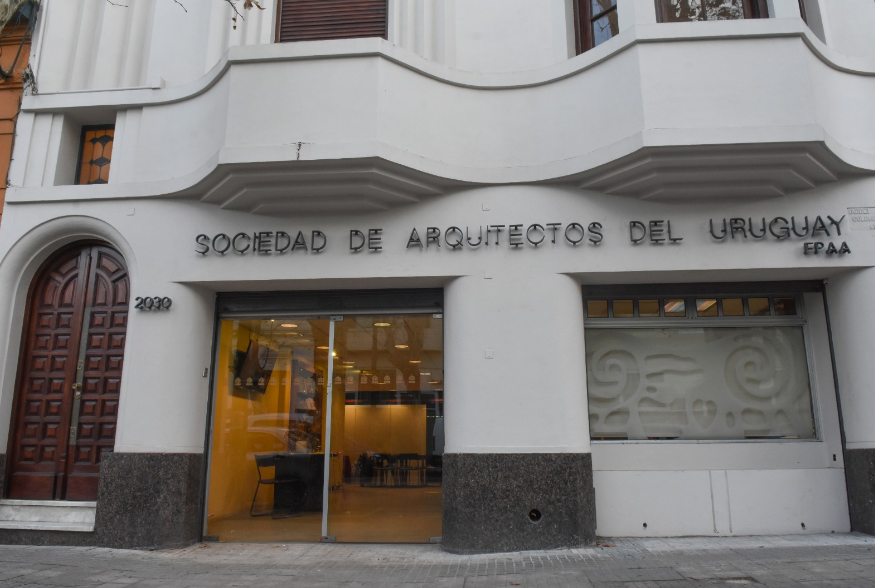 SOCIEDAD DE ARQUITECTOS DEL URUGUAY
FPAA
2030